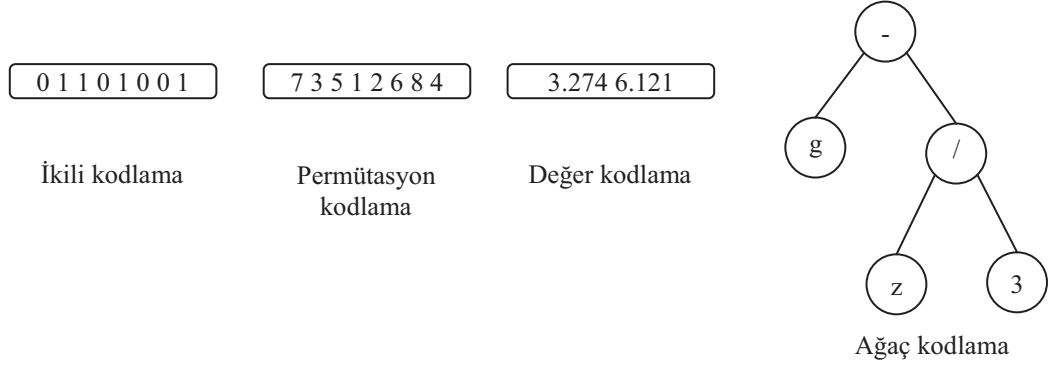 0 1 1 0 1 0 0 1
İkili kodlama
7 3 5 1 2 6 8 4
Permütasyon
kodlama
3.274 6.121
Değer kodlama
-
g
/
z
3
Ağaç kodlama